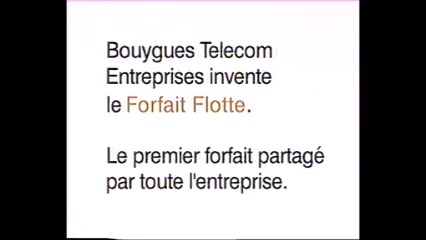 Bouygues Telecom
Entreprises invente
le Forfait Flotte.
Le premier forfait partagé
par toute l'entreprise.